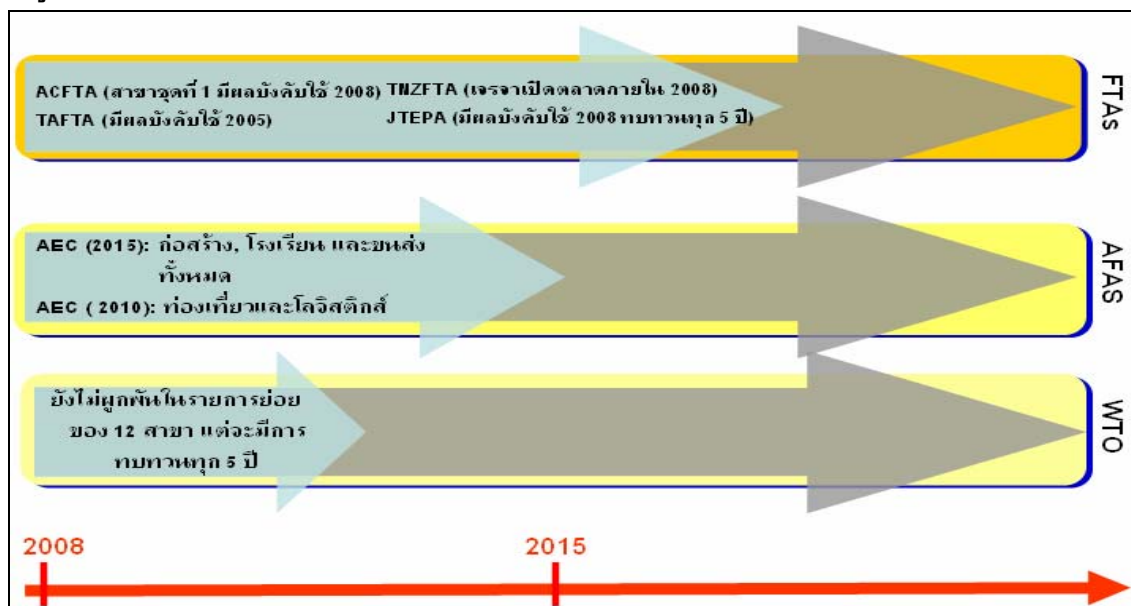 ACFTA (สาขาชุดที่ 1 มีผลบังคับใช้ 2008) TNZFTA (เจรจาเปิดตลาดภายใน 2008)
TAFTA (มีผลบังคับใช้ 2005) JTEPA (มีผลบังคับใช้ 2008 ทบทวนทุก 5 ปี)
FTAs
AEC (2015): ก่อสร้าง, โรงเรียน และขนส่ง
ทั้งหมด
AEC ( 2010): ท่องเที่ยวและโลจิสติกส์
AFAS
ยังไม่ผูกพันในรายการย่อย
ของ 12 สาขา แต่จะมีการ
ทบทวนทุก 5 ปี
WTO
2008 2015